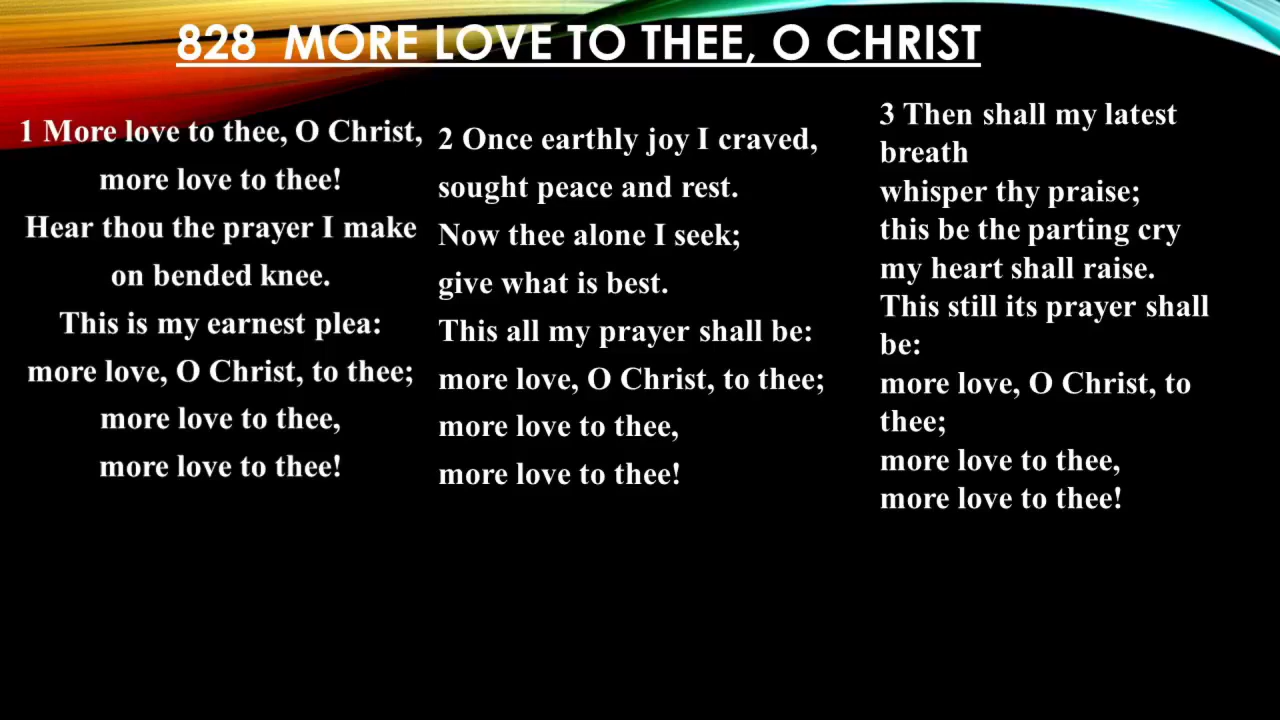 828  MORE LOVE TO THEE, O CHRIST
1 More love to thee, O Christ,
more love to thee!
Hear thou the prayer I make
on bended knee.
This is my earnest plea:
more love, O Christ, to thee;
more love to thee,
more love to thee!
2 Once earthly joy I craved,
sought peace and rest.
Now thee alone I seek;
give what is best.
This all my prayer shall be:
more love, O Christ, to thee;
more love to thee,
more love to thee!
3 Then shall my latest
breath
whisper thy praise;
this be the parting cry
my heart shall raise.
This still its prayer shall
be:
more love, O Christ, to
thee;
more love to thee,
more love to thee!